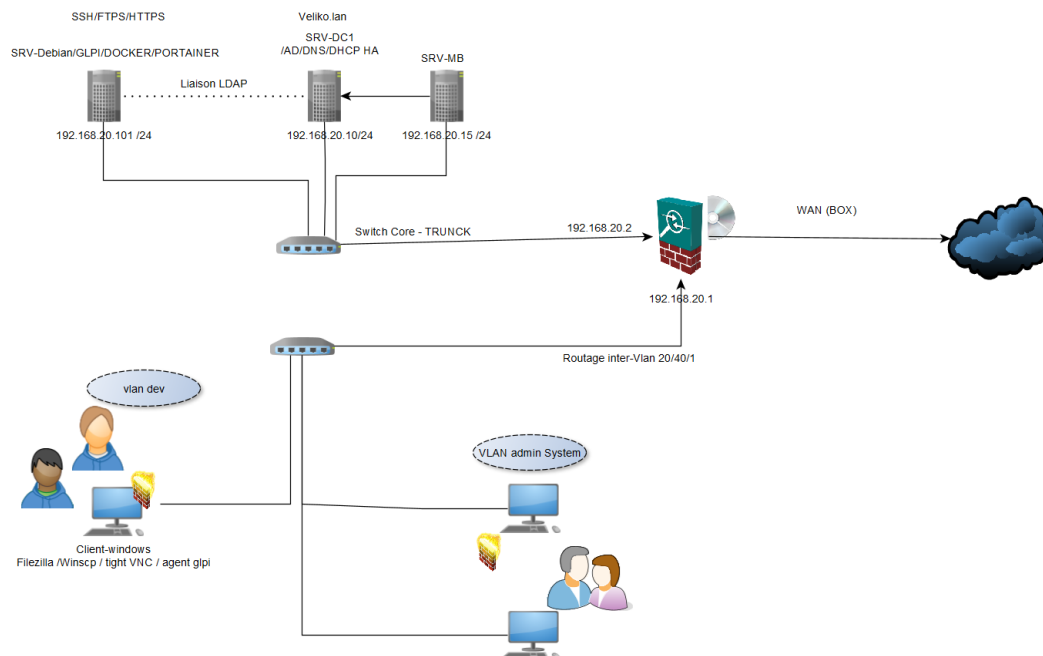 SSH/FTPS/HTTPS
Veliko.lan
SRV-Debian/GLPI/DOCKER/PORTAINER
SRV-DC1
/AD/DNS/DHCP HA
SRV-MB
Liaison LDAP
192.168.20.101 /24
192.168.20.10/24
192.168.20.15 /24
Switch Core - TRUNCK
192.168.20.2
WAN (BOX)
192.168.20.1
Routage inter-Vlan 20/40/1
vlan dev
VLAN admin System
Client-windows
Filezilla /Winscp / tight VNC / agent glpi